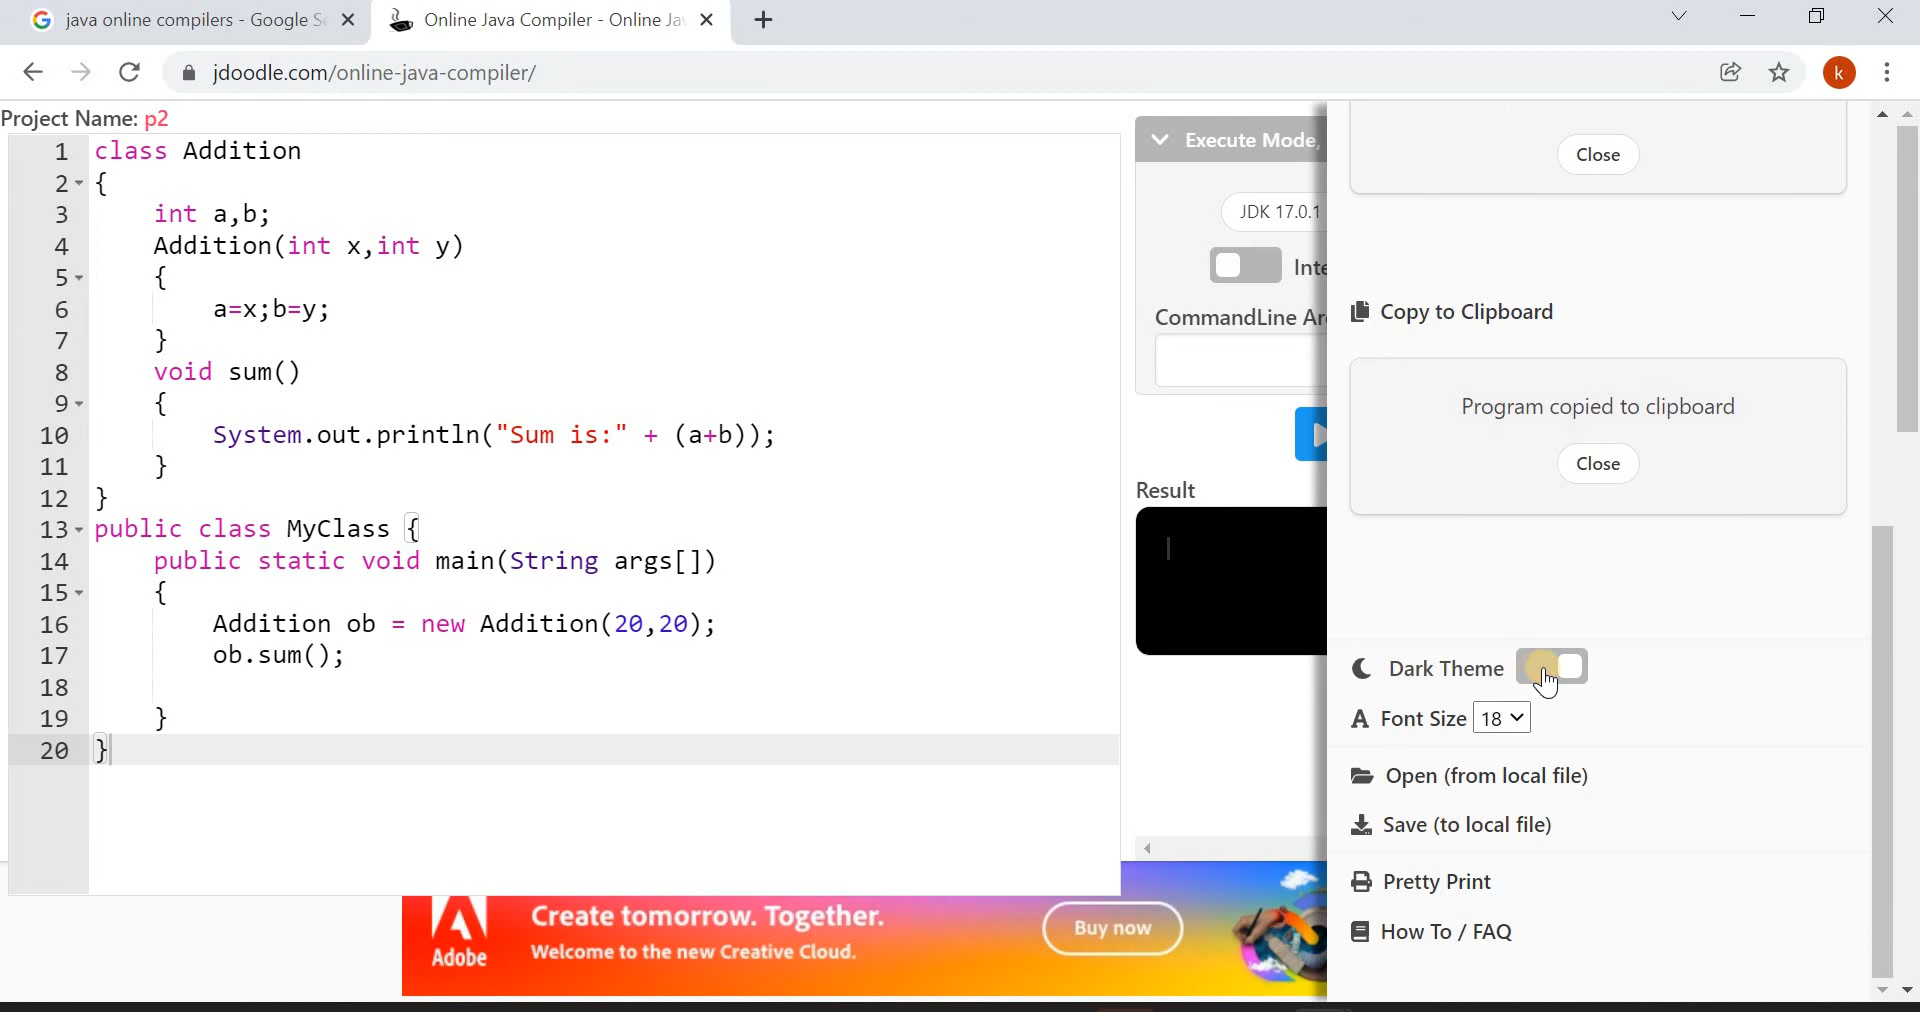 java online compilers - Google S
Online Java Compiler - Online Ja
jdoodle.com/online-java-compiler/
k
Project Name: p2
1 class Addition
2 {
3 int a,b;
4 Addition(int x,int y)
5 {
6 a=x;b=y;
7 }
8 void sum()
9 {
10 System.out.println("Sum is:" + (a+b));
11 }
12 }
13 public class MyClass {
14 public static void main(String args[])
15 {
16 Addition ob = new Addition(20,20);
17 ob.sum();
18
19 }
20 }
Execute Mode,
JDK 17.0.1
Inte
CommandLine Ar
Result
Close
Copy to Clipboard
Program copied to clipboard
Close
Dark Theme
Font Size 18
Open (from local file)
Save (to local file)
Pretty Print
How To / FAQ
Adobe
Create tomorrow. Together.
Welcome to the new Creative Cloud.
Buy now